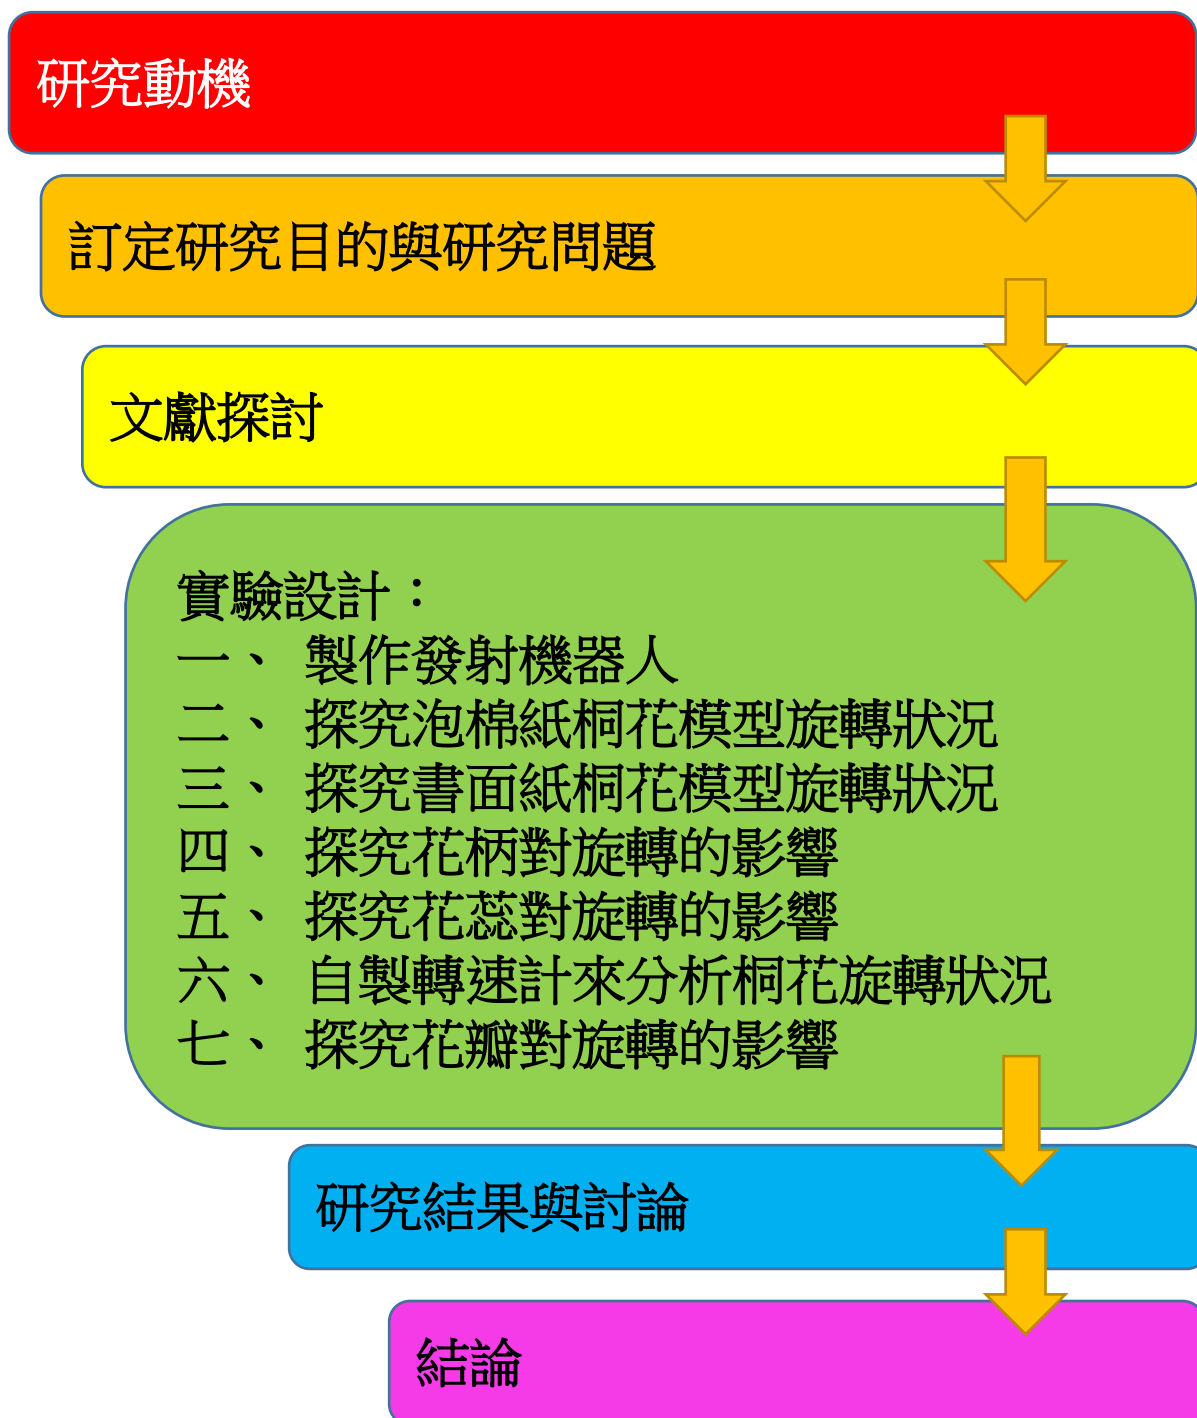 研究動機
訂定研究目的與研究問題
文獻探討
實驗設計：
一、 製作發射機器人
二、 探究泡棉紙桐花模型旋轉狀況
三、 探究書面紙桐花模型旋轉狀況
四、 探究花柄對旋轉的影響
五、 探究花蕊對旋轉的影響
六、 自製轉速計來分析桐花旋轉狀況
七、 探究花瓣對旋轉的影響
研究結果與討論
結論